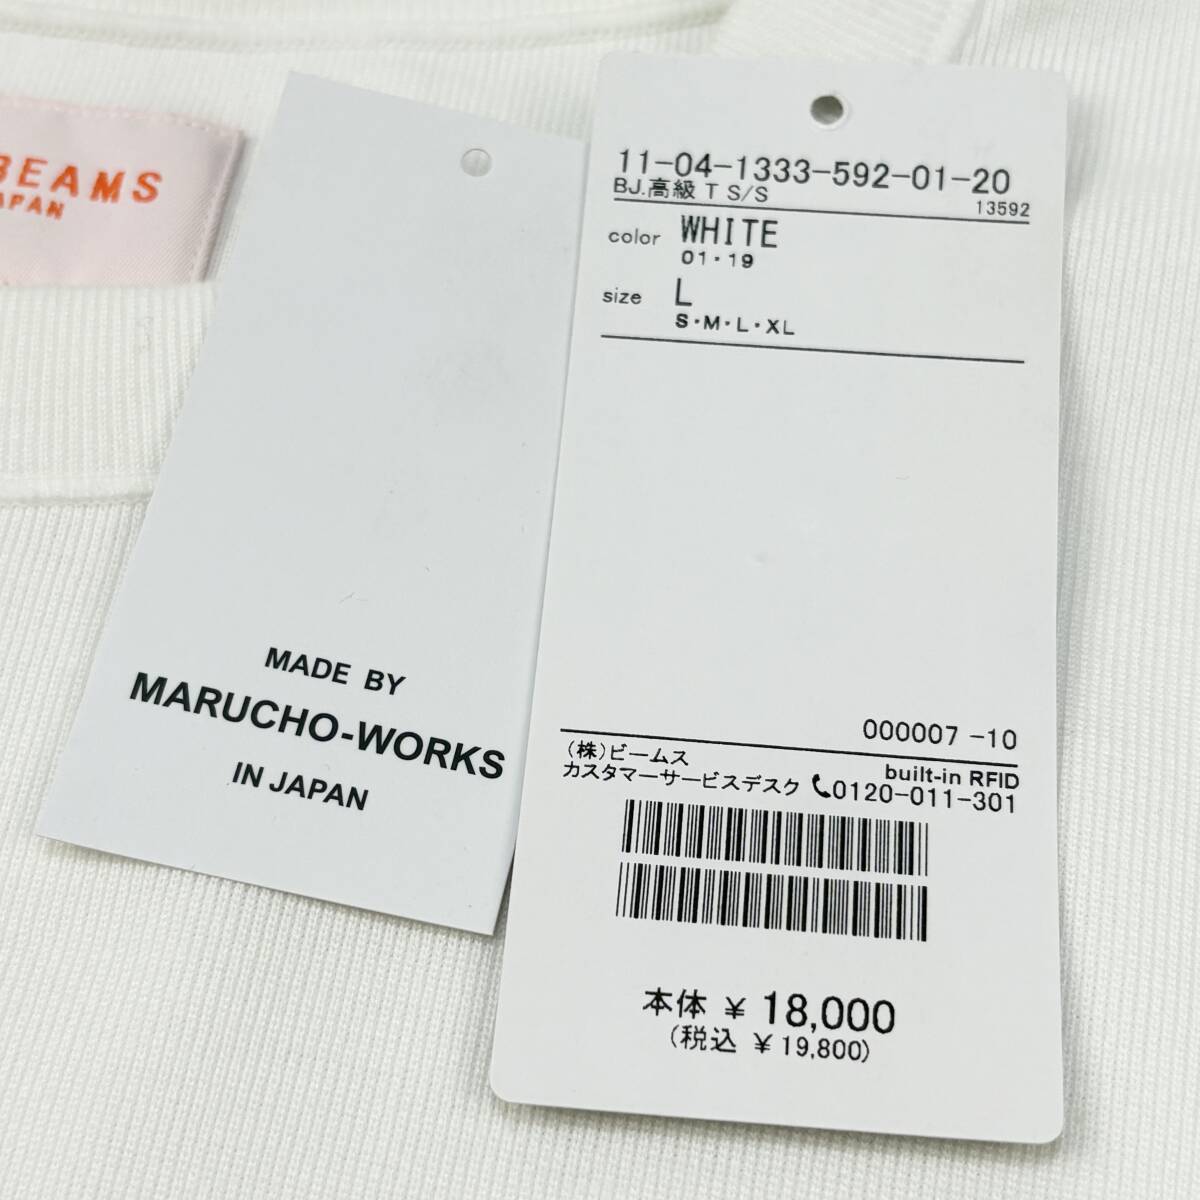 BEAMS
JAPAN
MADE BY
MARUCHO-WORKS
IN JAPAN
11-04-1333-592-01-20
BJ.高級 T S/S
13592
color WHITE
01・19
size L
S・M・L・XL
000007 -10
(株)ビームス
built-in RFID
カスタマーサービスデスク 0120-011-301
本体 ¥ 18,000
(税込 ¥19,800)